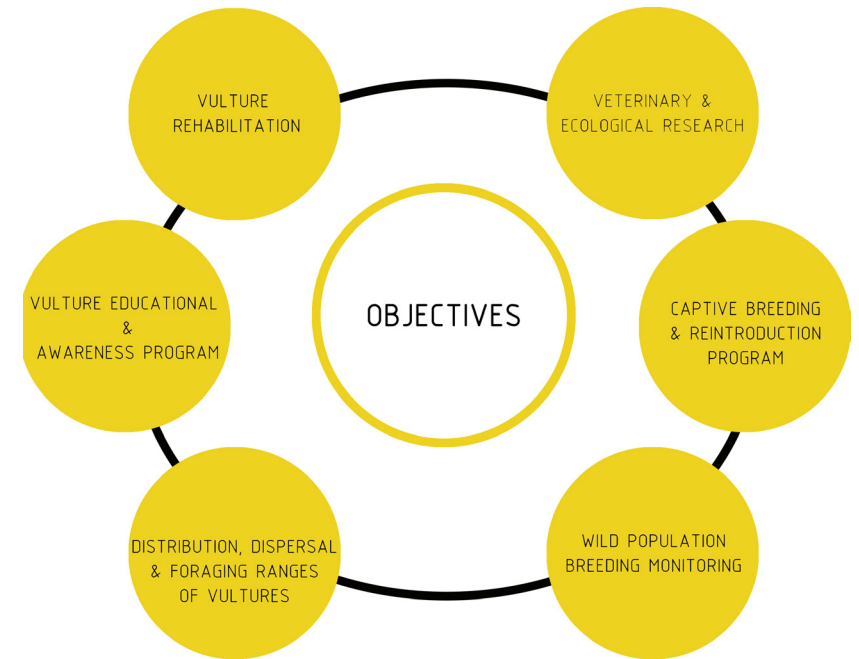 VULTURE
REHABILITATION
VETERINARY &
ECOLOGICAL RESEARCH
VULTURE EDUCATIONAL
&
AWARENESS PROGRAM
OBJECTIVES
CAPTIVE BREEDING
& REINTRODUCTION
PROGRAM
DISTRIBUTION, DISPERSAL
& FORAGING RANGES
OF VULTURES
WILD POPULATION
BREEDING MONITORING